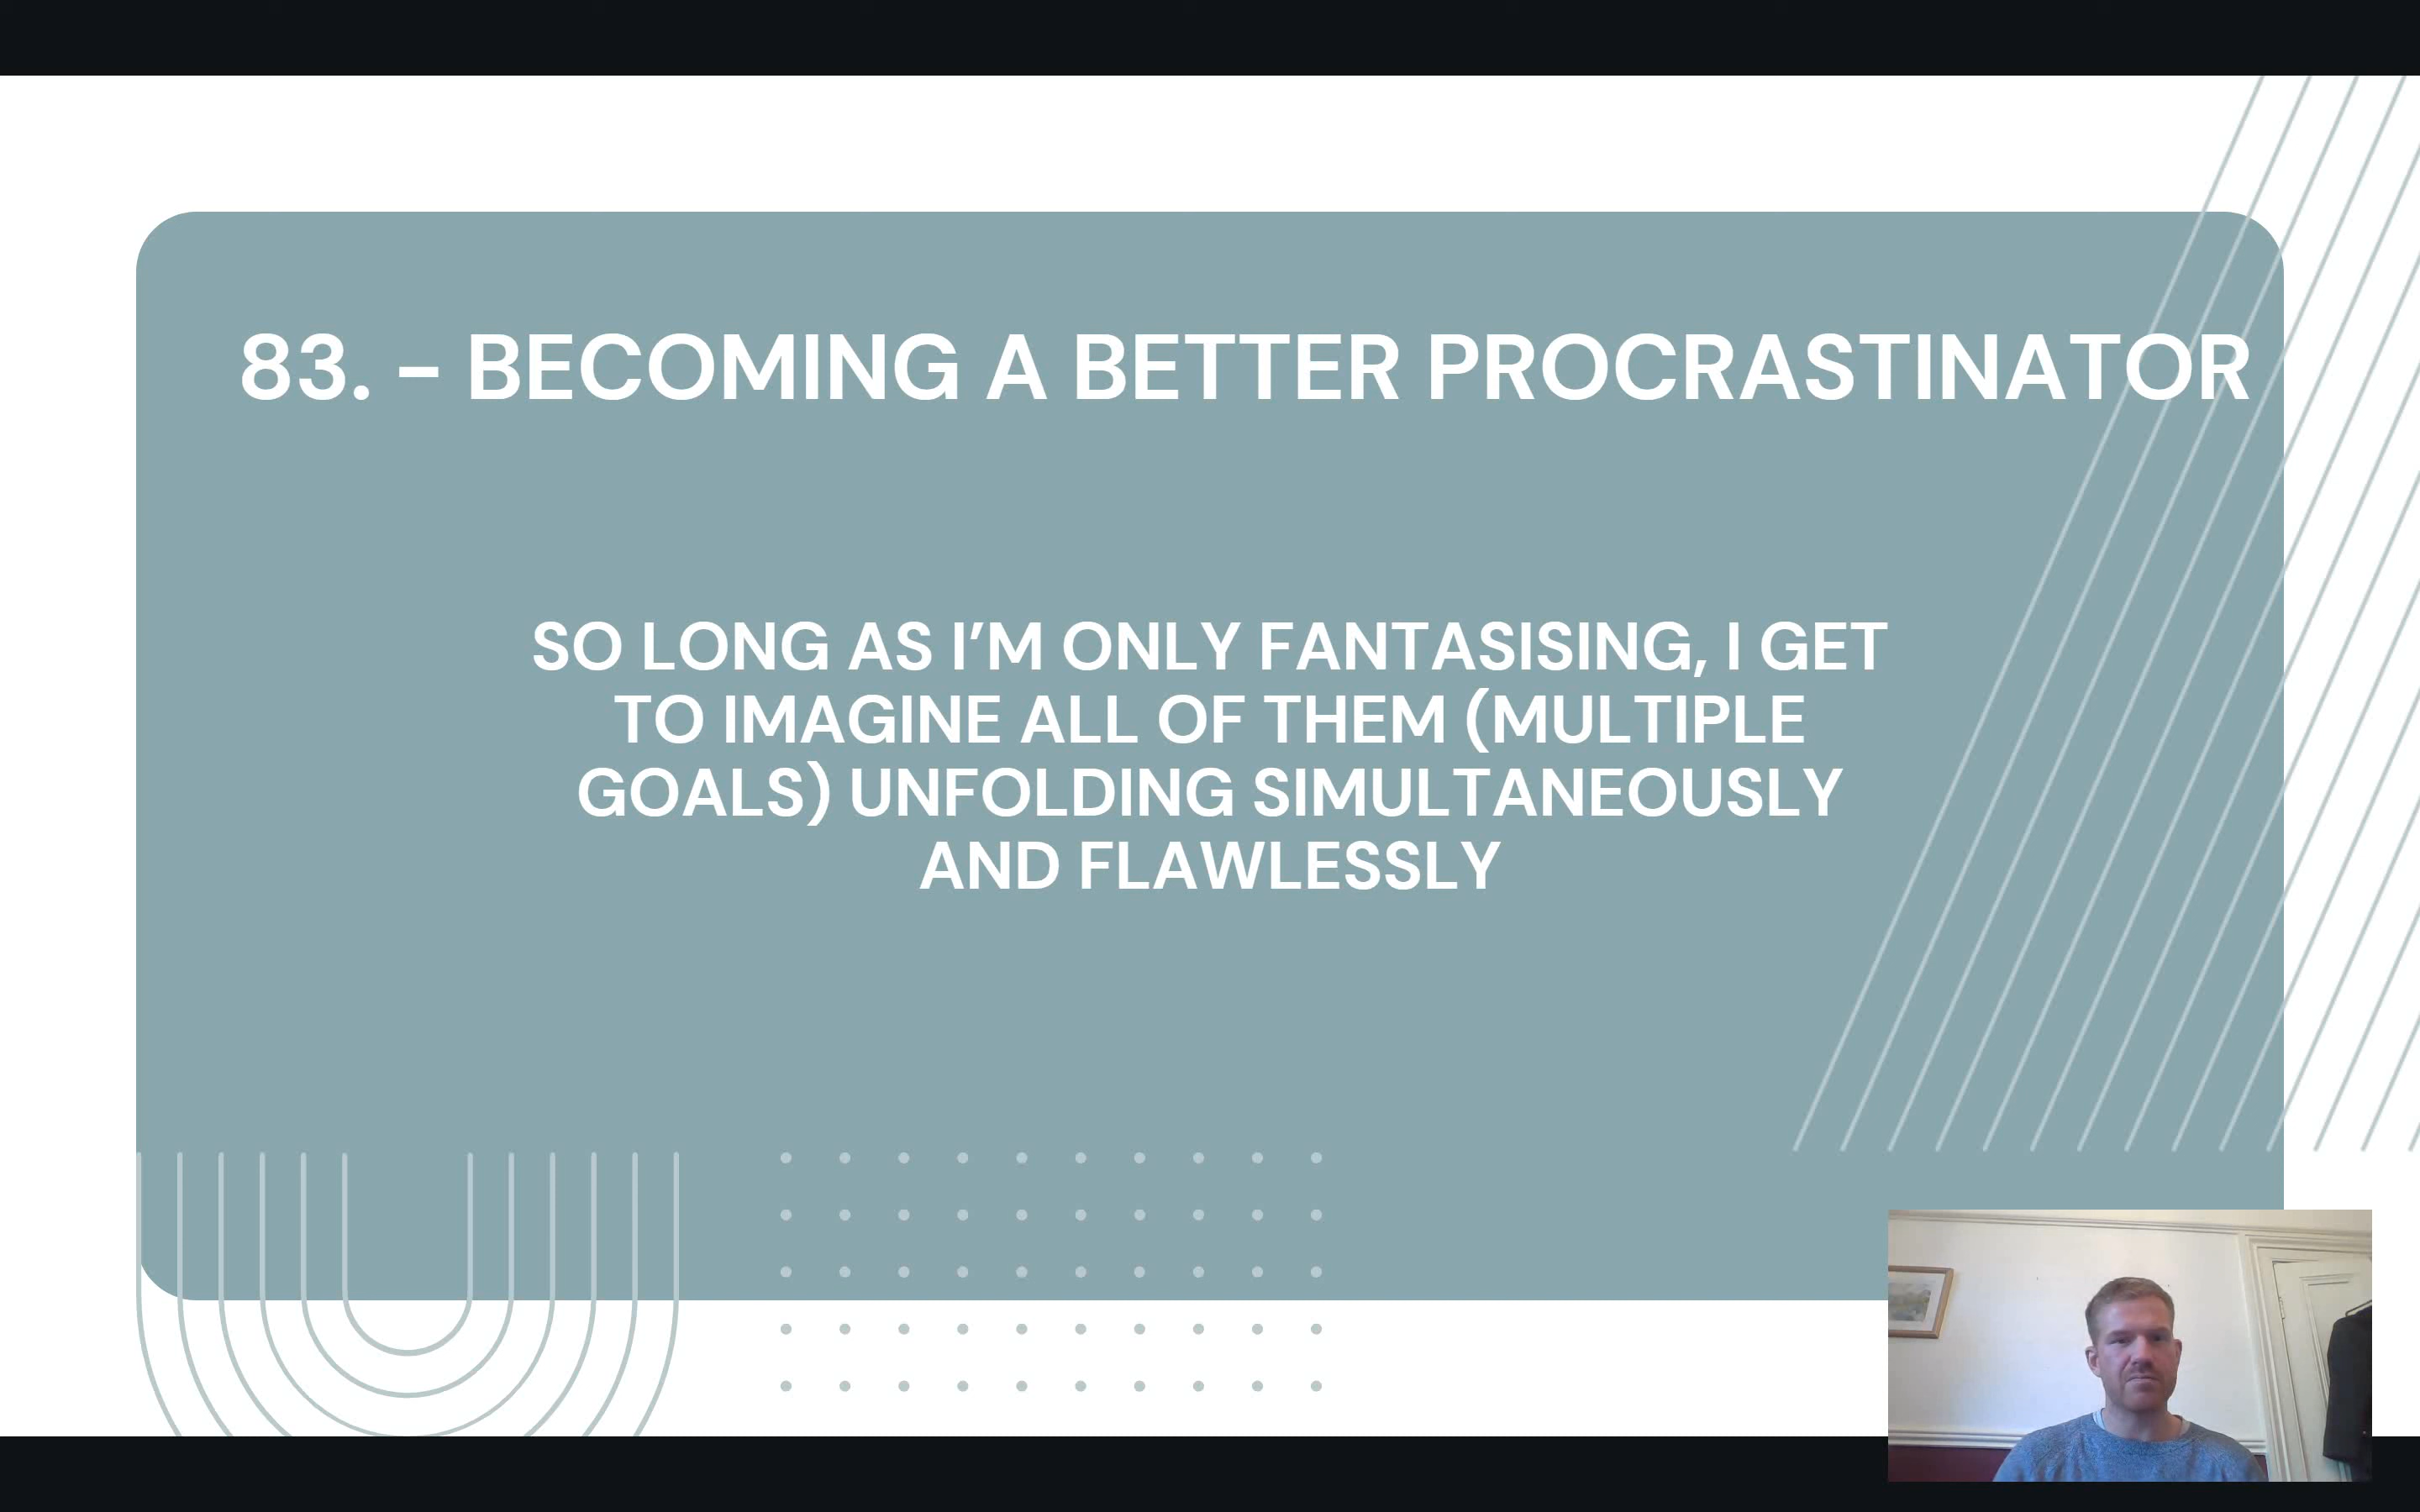 83. - BECOMING A BETTER PROCRASTINATOR
SO LONG AS I’M ONLY FANTASISING, I GET
TO IMAGINE ALL OF THEM (MULTIPLE
GOALS) UNFOLDING SIMULTANEOUSLY
AND FLAWLESSLY